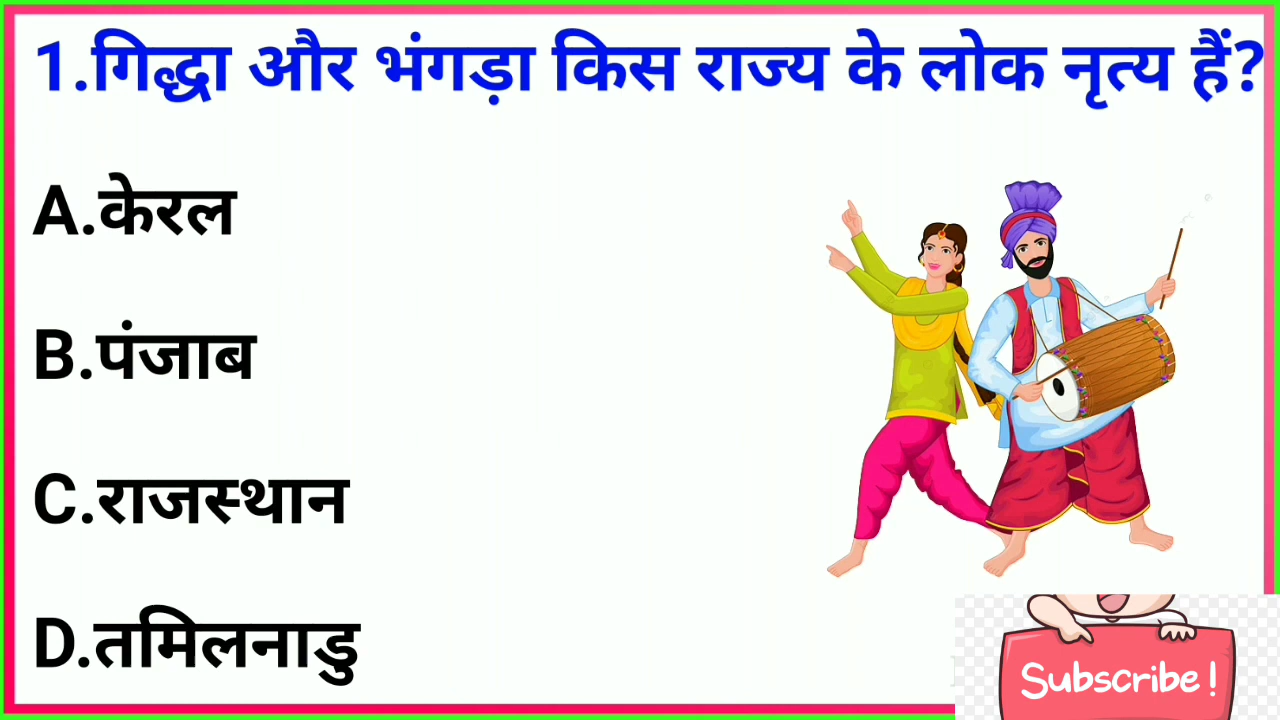 1.गिद्धा और भंगड़ा किस राज्य के लोक नृत्य हैं?
A.केरल
B.पंजाब
C.राजस्थान
D.तमिलनाडु
Subscribe!